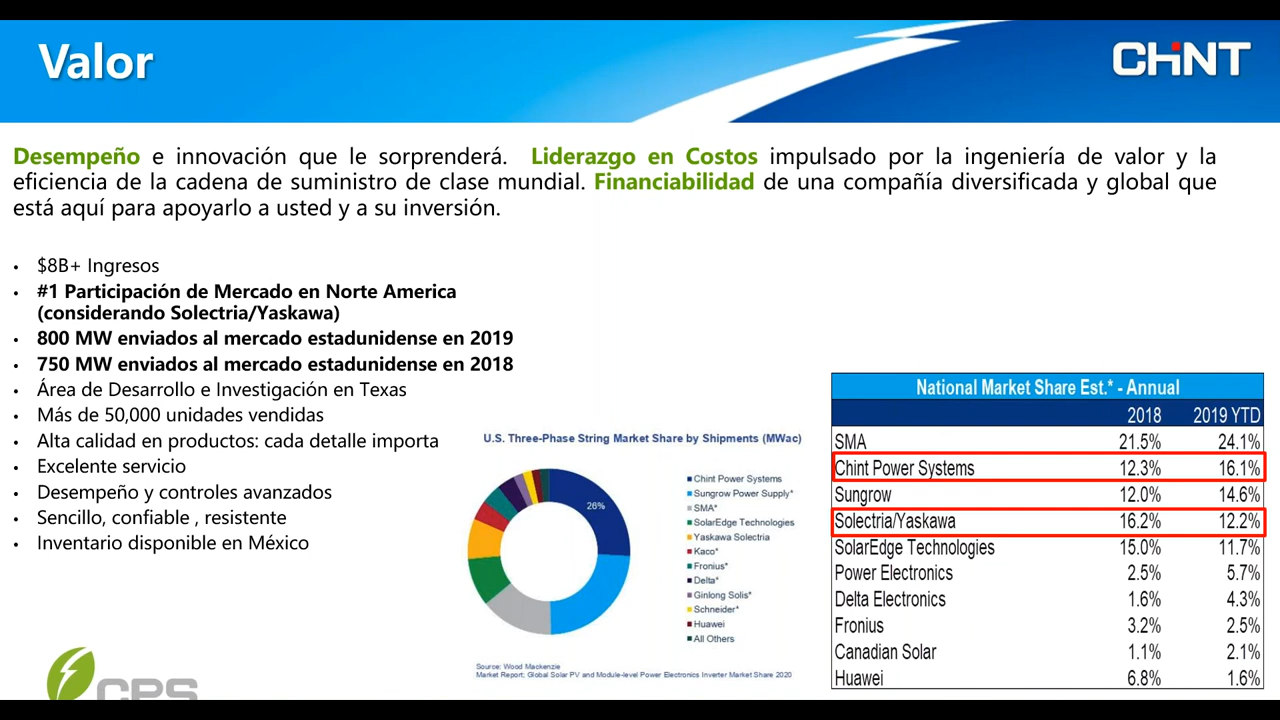 Valor
CHINT
Desempeño e innovación que le sorprenderá. Liderazgo en Costos impulsado por la ingeniería de valor y la
eficiencia de la cadena de suministro de clase mundial. Financiabilidad de una compañía diversificada y global que
está aquí para apoyarlo a usted y a su inversión.
• $8B+ Ingresos
• #1 Participación de Mercado en Norte America
(considerando Solectria/Yaskawa)
• 800 MW enviados al mercado estadunidense en 2019
• 750 MW enviados al mercado estadunidense en 2018
• Área de Desarrollo e Investigación en Texas
• Más de 50,000 unidades vendidas
• Alta calidad en productos: cada detalle importa
• Excelente servicio
• Desempeño y controles avanzados
• Sencillo, confiable , resistente
• Inventario disponible en México
U.S. Three-Phase String Market Share by Shipments (MWac)
26%
Chint Power Systems
Sungrow Power Supply*
SMA*
SolarEdge Technologies
Yaskawa Solectria
Kaco*
Fronius*
Delta*
Ginlong Solis*
Schneider*
Huawei
All Others
Source: Wood Mackenzie
Market Report: Global Solar PV and Module-level Power Electronics Inverter Market Share 2020
National Market Share Est.* - Annual
2018 2019 YTD
SMA 21.5% 24.1%
Chint Power Systems 12.3% 16.1%
Sungrow 12.0% 14.6%
Solectria/Yaskawa 16.2% 12.2%
SolarEdge Technologies 15.0% 11.7%
Power Electronics 2.5% 5.7%
Delta Electronics 1.6% 4.3%
Fronius 3.2% 2.5%
Canadian Solar 1.1% 2.1%
Huawei 6.8% 1.6%
CPS